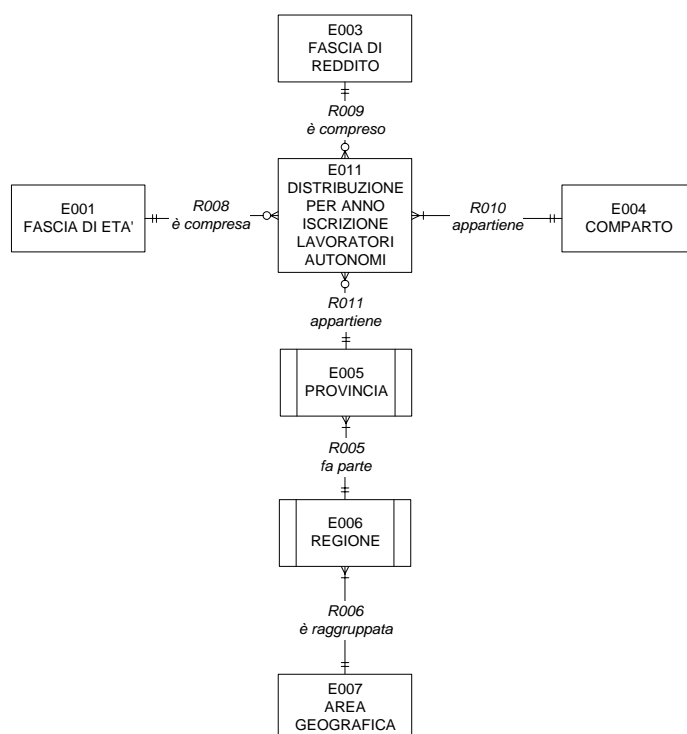 E003
FASCIA DI
REDDITO
R009
è compreso
E011
DISTRIBUZIONE
PER ANNO
ISCRIZIONE
LAVORATORI
AUTONOMI
E001
FASCIA DI ETA'
R008
è compresa
R010
appartiene
E004
COMPARTO
R011
appartiene
E005
PROVINCIA
R005
fa parte
E006
REGIONE
R006
è raggruppata
E007
AREA
GEOGRAFICA